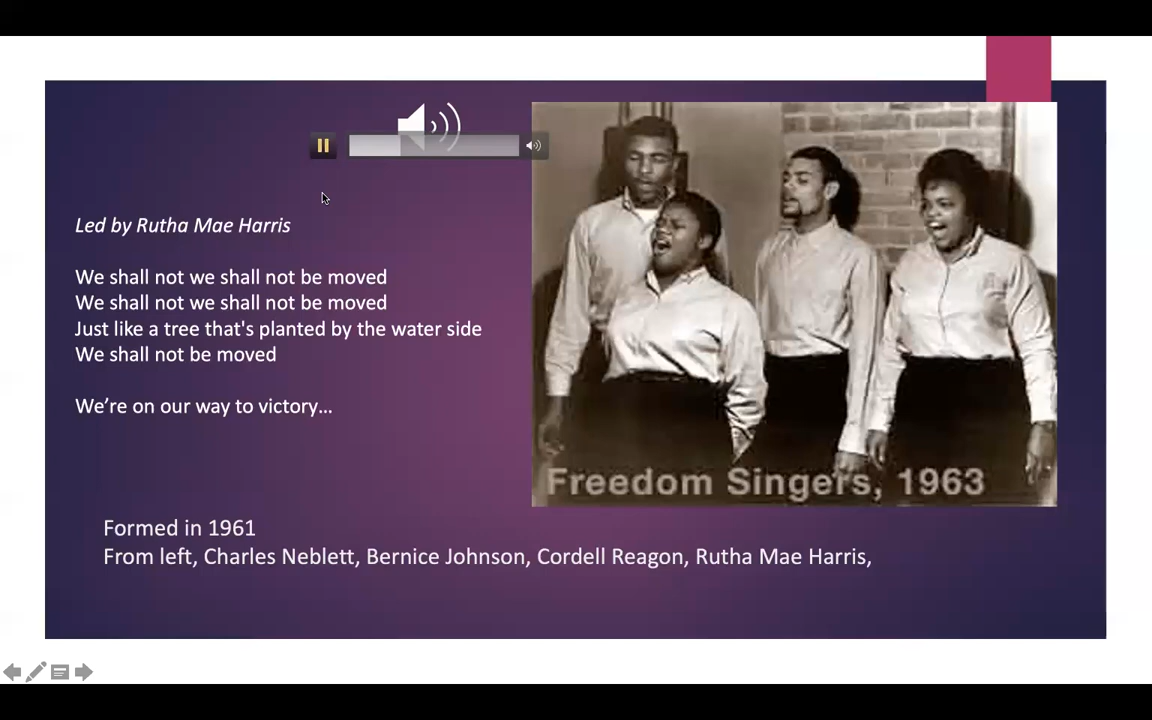 Led by Rutha Mae Harris
We shall not we shall not be moved
We shall not we shall not be moved
Just like a tree that's planted by the water side
We shall not be moved
We’re on our way to victory…
Freedom Singers, 1963
Formed in 1961
From left, Charles Neblett, Bernice Johnson, Cordell Reagon, Rutha Mae Harris,